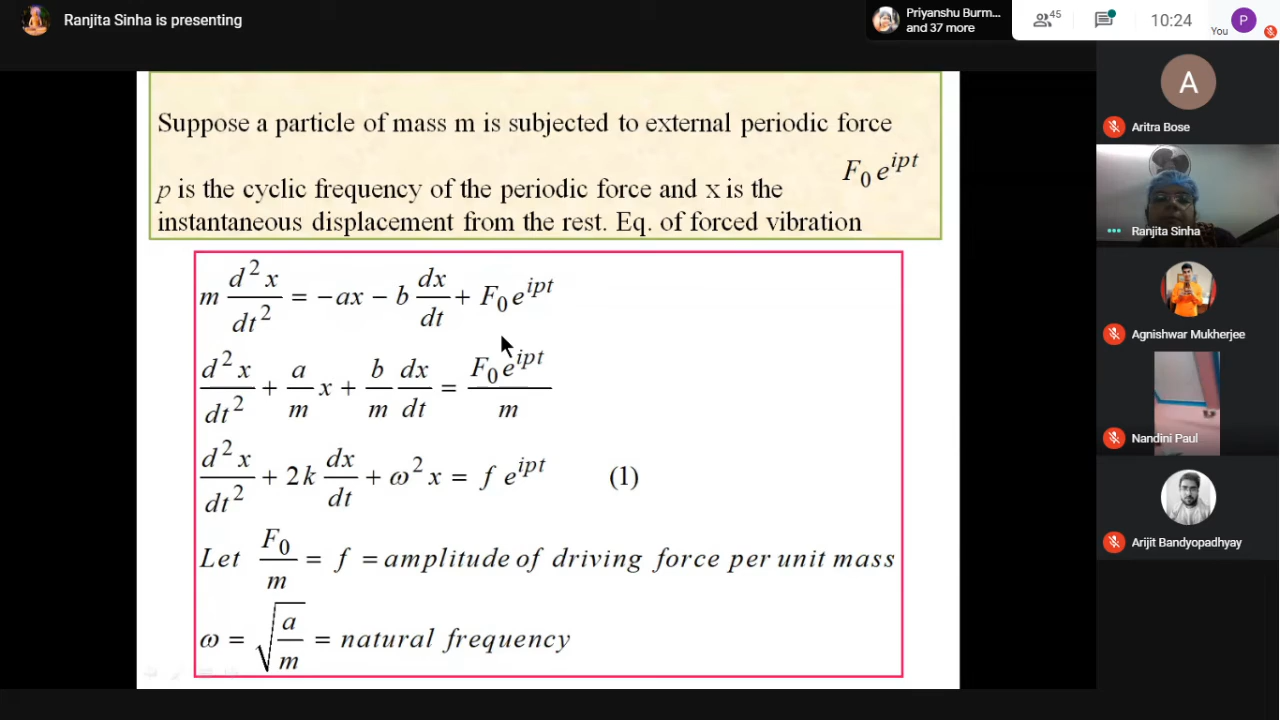 Ranjita Sinha is presenting
Priyanshu Burm...
and 37 more
45
10:24
You
P
Suppose a particle of mass m is subjected to external periodic force
F₀ e^{ipt}
p is the cyclic frequency of the periodic force and x is the
instantaneous displacement from the rest. Eq. of forced vibration
m d²x/dt² = −ax − b dx/dt + F₀ e^{ipt}
d²x/dt² + a/m x + b/m dx/dt = F₀ e^{ipt}/m
d²x/dt² + 2k dx/dt + ω² x = f e^{ipt} (1)
Let F₀/m = f = amplitude of driving force per unit mass
ω = √(a/m) = natural frequency
A
Aritra Bose
Ranjita Sinha
Agnishwar Mukherjee
Nandini Paul
Arijit Bandyopadhyay